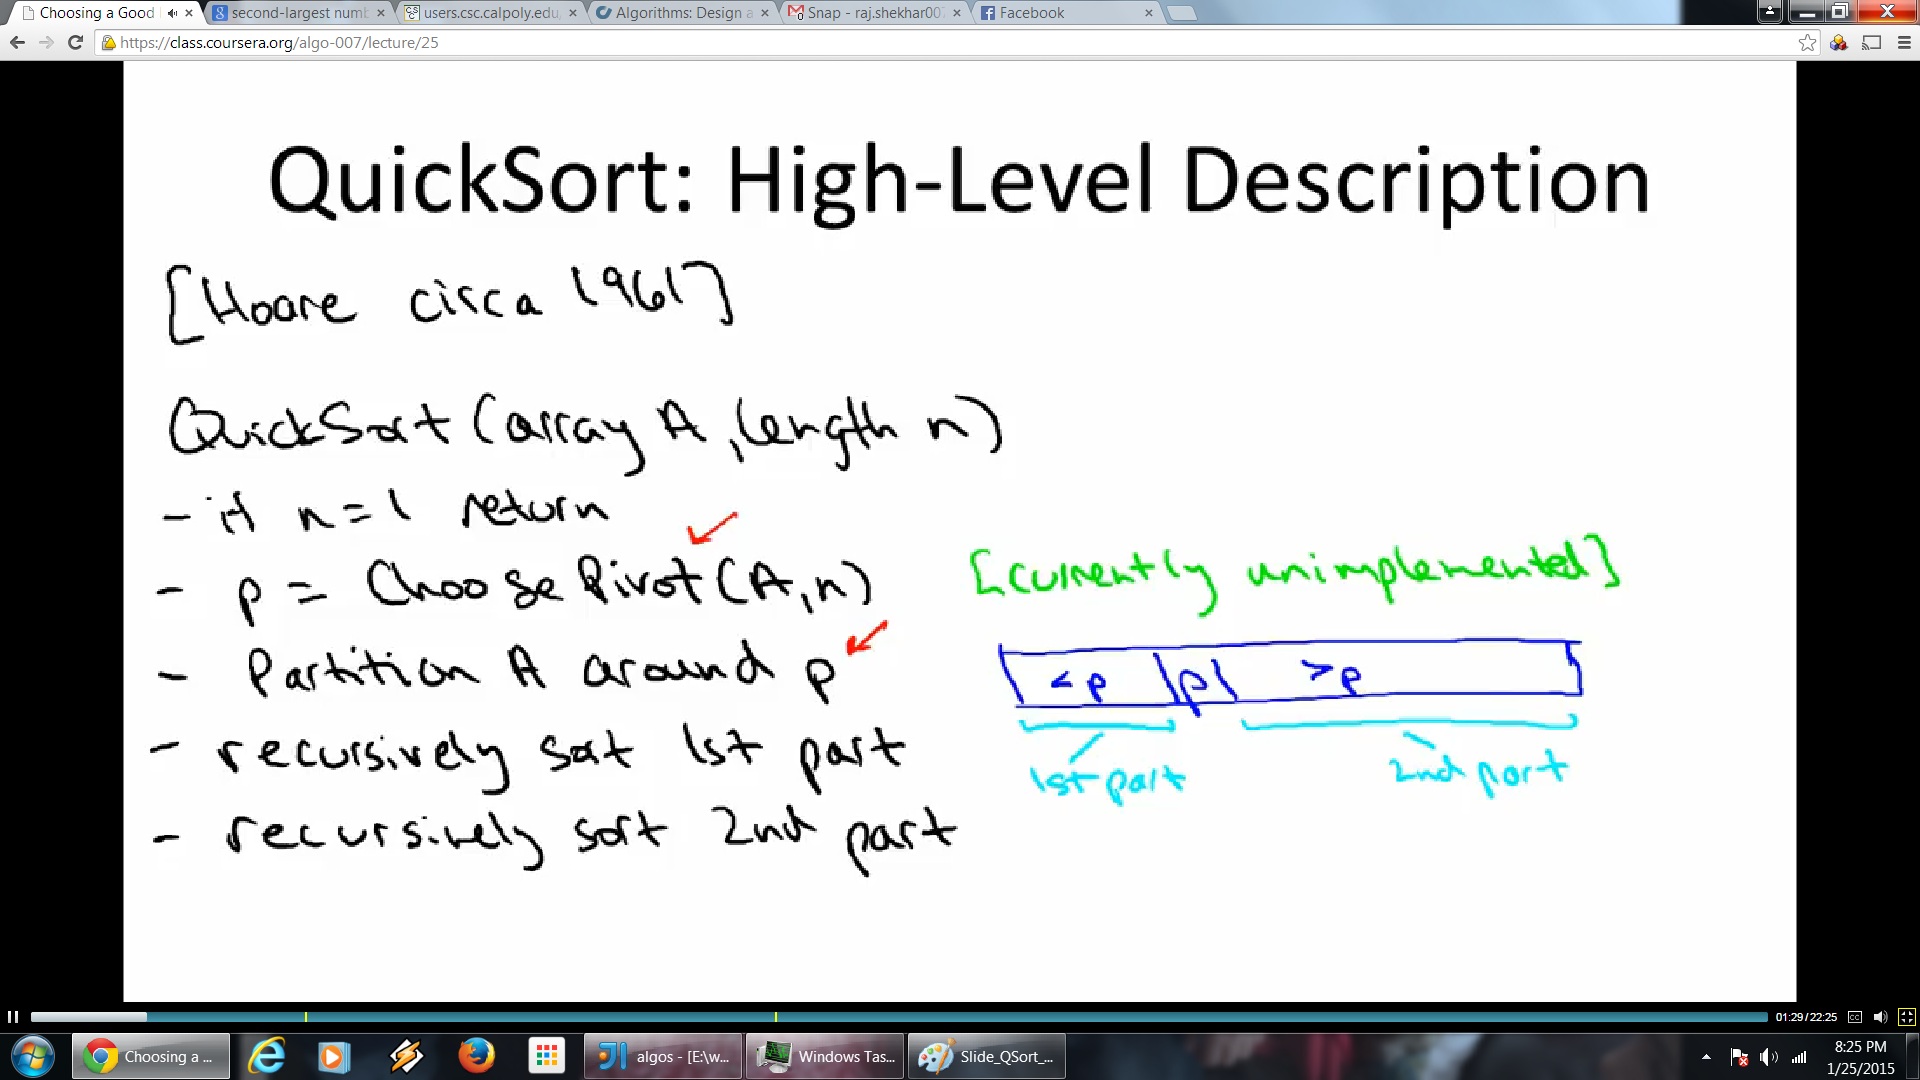 Choosing a Good
second-largest numb
users.csc.calpoly.edu
Algorithms: Design a
Snap - raj.shekhar007
Facebook
https://class.coursera.org/algo-007/lecture/25
QuickSort: High-Level Description
[Hoare circa 1961]
QuickSort (array A, length n)
- if n=1 return
- p = ChoosePivot(A,n)
[currently unimplemented]
- Partition A around p
<p | p | >p
- recursively sort 1st part
1st part
2nd part
- recursively sort 2nd part
01:29/22:25
CC
Choosing a ...
algos - [E:\w...
Windows Tas...
Slide_QSort_...
8:25 PM
1/25/2015